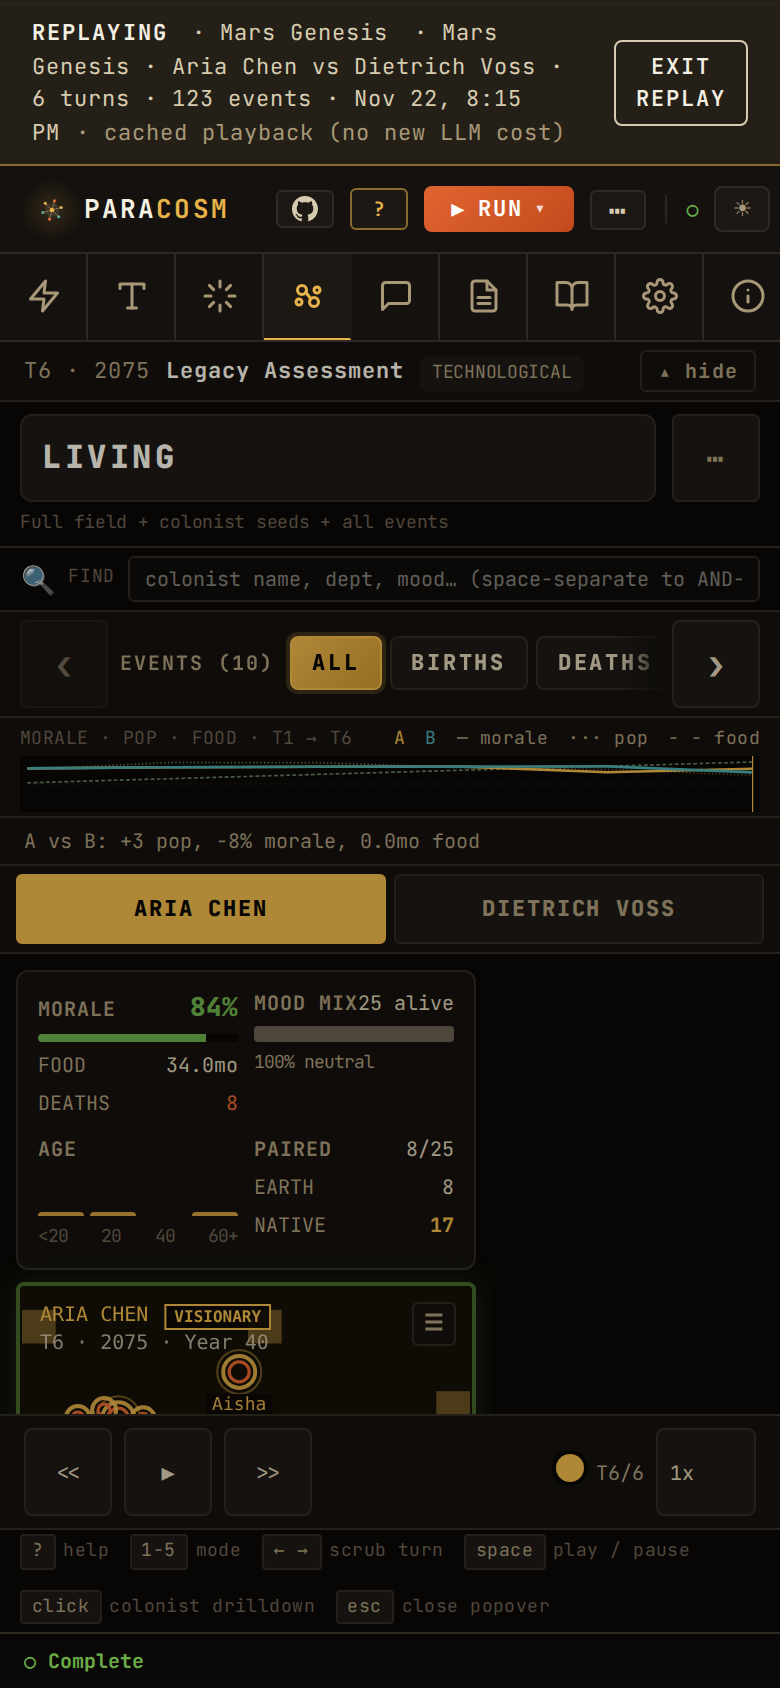 REPLAYING · Mars Genesis · Mars
Genesis · Aria Chen vs Dietrich Voss ·
6 turns · 123 events · Nov 22, 8:15
PM · cached playback (no new LLM cost)
EXIT
REPLAY
PARACOSM
?
▶ RUN ▾
…
T6 · 2075 Legacy Assessment TECHNOLOGICAL
▴ hide
LIVING
…
Full field + colonist seeds + all events
FIND
colonist name, dept, mood… (space-separate to AND-
‹ EVENTS (10) ALL BIRTHS DEATHS ›
MORALE · POP · FOOD · T1 → T6 A B — morale ··· pop - - food
A vs B: +3 pop, -8% morale, 0.0mo food
ARIA CHEN
DIETRICH VOSS
MORALE 84%
FOOD 34.0mo
DEATHS 8
MOOD MIX 25 alive
100% neutral
AGE
<20 20 40 60+
PAIRED 8/25
EARTH 8
NATIVE 17
ARIA CHEN VISIONARY
T6 · 2075 · Year 40
Aisha
<< ▶ >> T6/6 1x
? help 1-5 mode ← → scrub turn space play / pause
click colonist drilldown esc close popover
Complete